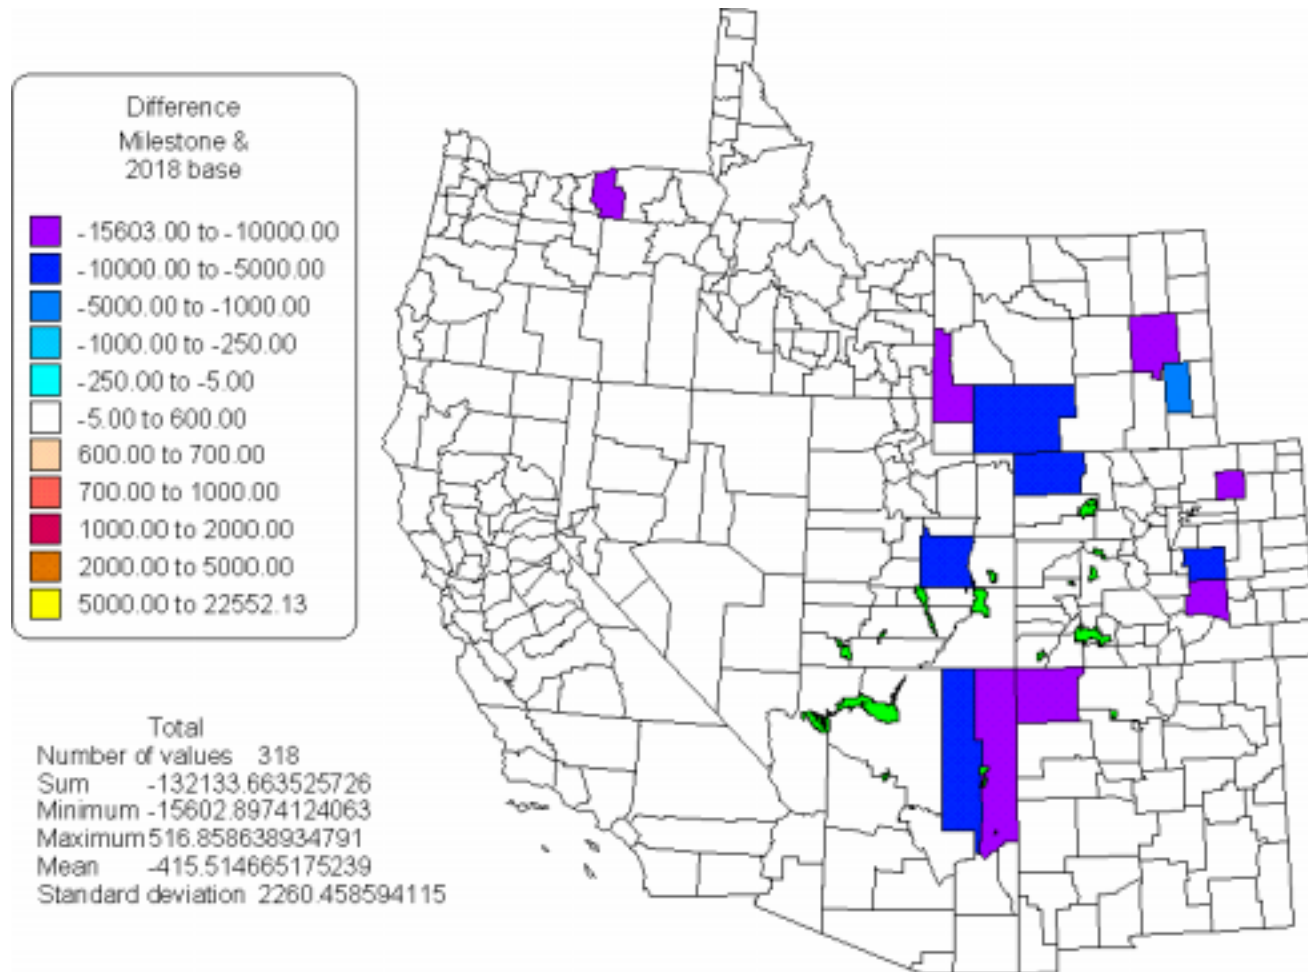 Difference
Milestone &
2018 base
-15603.00 to -10000.00
-10000.00 to -5000.00
-5000.00 to -1000.00
-1000.00 to -250.00
-250.00 to -5.00
-5.00 to 600.00
600.00 to 700.00
700.00 to 1000.00
1000.00 to 2000.00
2000.00 to 5000.00
5000.00 to 22552.13
Total
Number of values 318
Sum -132133.663525726
Minimum -15602.8974124063
Maximum 516.858638934791
Mean -415.514665175239
Standard deviation 2260.458594115